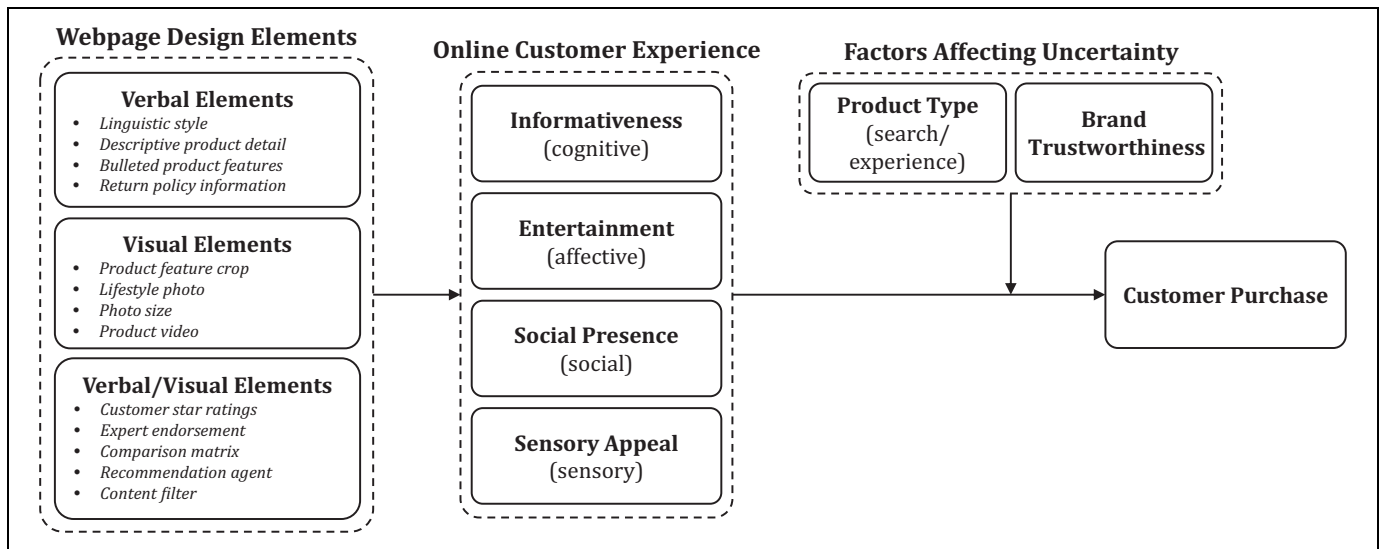 Webpage Design Elements
Verbal Elements
• Linguistic style
• Descriptive product detail
• Bulleted product features
• Return policy information
Visual Elements
• Product feature crop
• Lifestyle photo
• Photo size
• Product video
Verbal/Visual Elements
• Customer star ratings
• Expert endorsement
• Comparison matrix
• Recommendation agent
• Content filter
Online Customer Experience
Informativeness
(cognitive)
Entertainment
(affective)
Social Presence
(social)
Sensory Appeal
(sensory)
Factors Affecting Uncertainty
Product Type
(search/
experience)
Brand
Trustworthiness
Customer Purchase